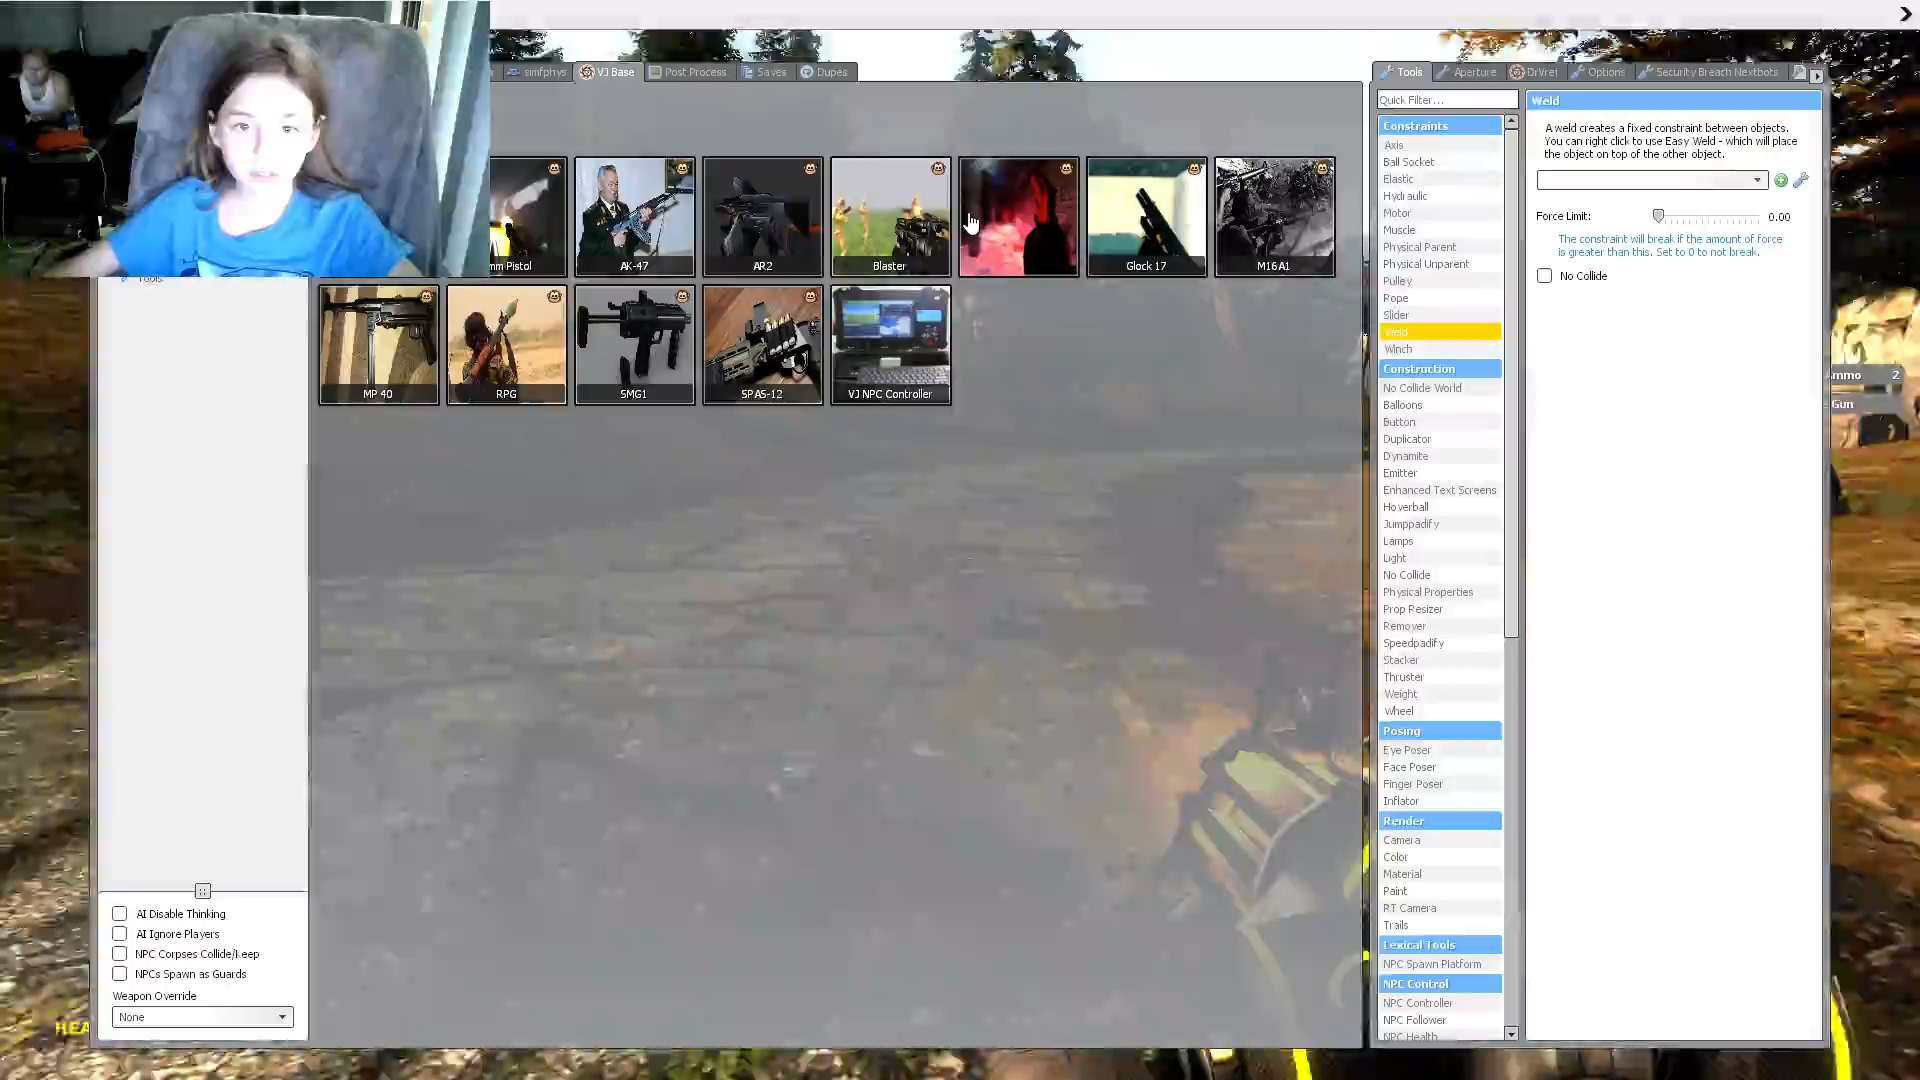 simfphys
VJ Base
Post Process
Saves
Dupes
Tools
Aperture
DrVrej
Options
Security Breach Nextbots
Quick Filter...
Weld
A weld creates a fixed constraint between objects.
You can right click to use Easy Weld - which will place
the object on top of the other object.
Force Limit:
0.00
The constraint will break if the amount of force
is greater than this. Set to 0 to not break.
No Collide
mm Pistol
AK-47
AR2
Blaster
Glock 17
M16A1
MP 40
RPG
SMG1
SPAS-12
VJ NPC Controller
Tools
Constraints
Axis
Ball Socket
Elastic
Hydraulic
Motor
Muscle
Physical Parent
Physical Unparent
Pulley
Rope
Slider
Weld
Winch
Construction
No Collide World
Balloons
Button
Duplicator
Dynamite
Emitter
Enhanced Text Screens
Hoverball
Jumppadify
Lamps
Light
No Collide
Physical Properties
Prop Resizer
Remover
Speedpadify
Stacker
Thruster
Weight
Wheel
Posing
Eye Poser
Face Poser
Finger Poser
Inflator
Render
Camera
Color
Material
Paint
RT Camera
Trails
Lexical Tools
NPC Spawn Platform
NPC Control
NPC Controller
NPC Follower
NPC Health
mmo 2
Gun
AI Disable Thinking
AI Ignore Players
NPC Corpses Collide/Keep
NPCs Spawn as Guards
Weapon Override
None
HEA